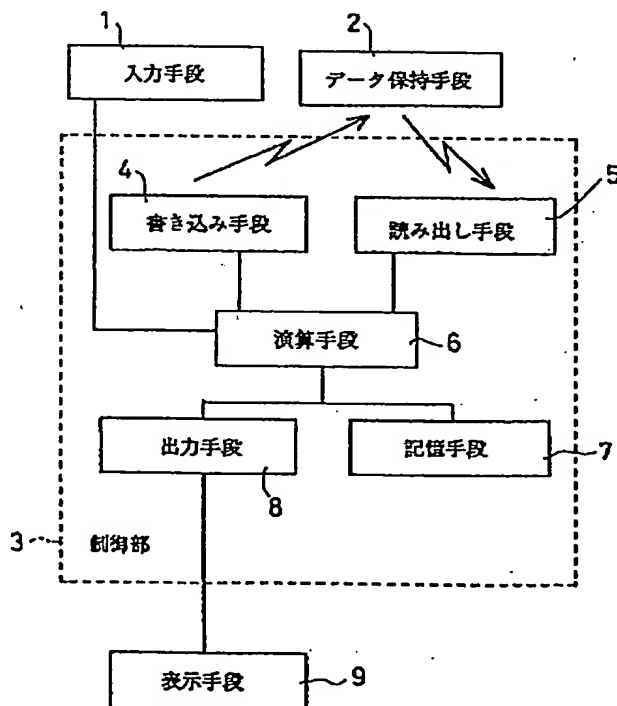 1
2
入力手段
データ保持手段
4
5
書き込み手段
読み出し手段
演算手段
6
出力手段
記憶手段
7
8
3
制御部
表示手段
9